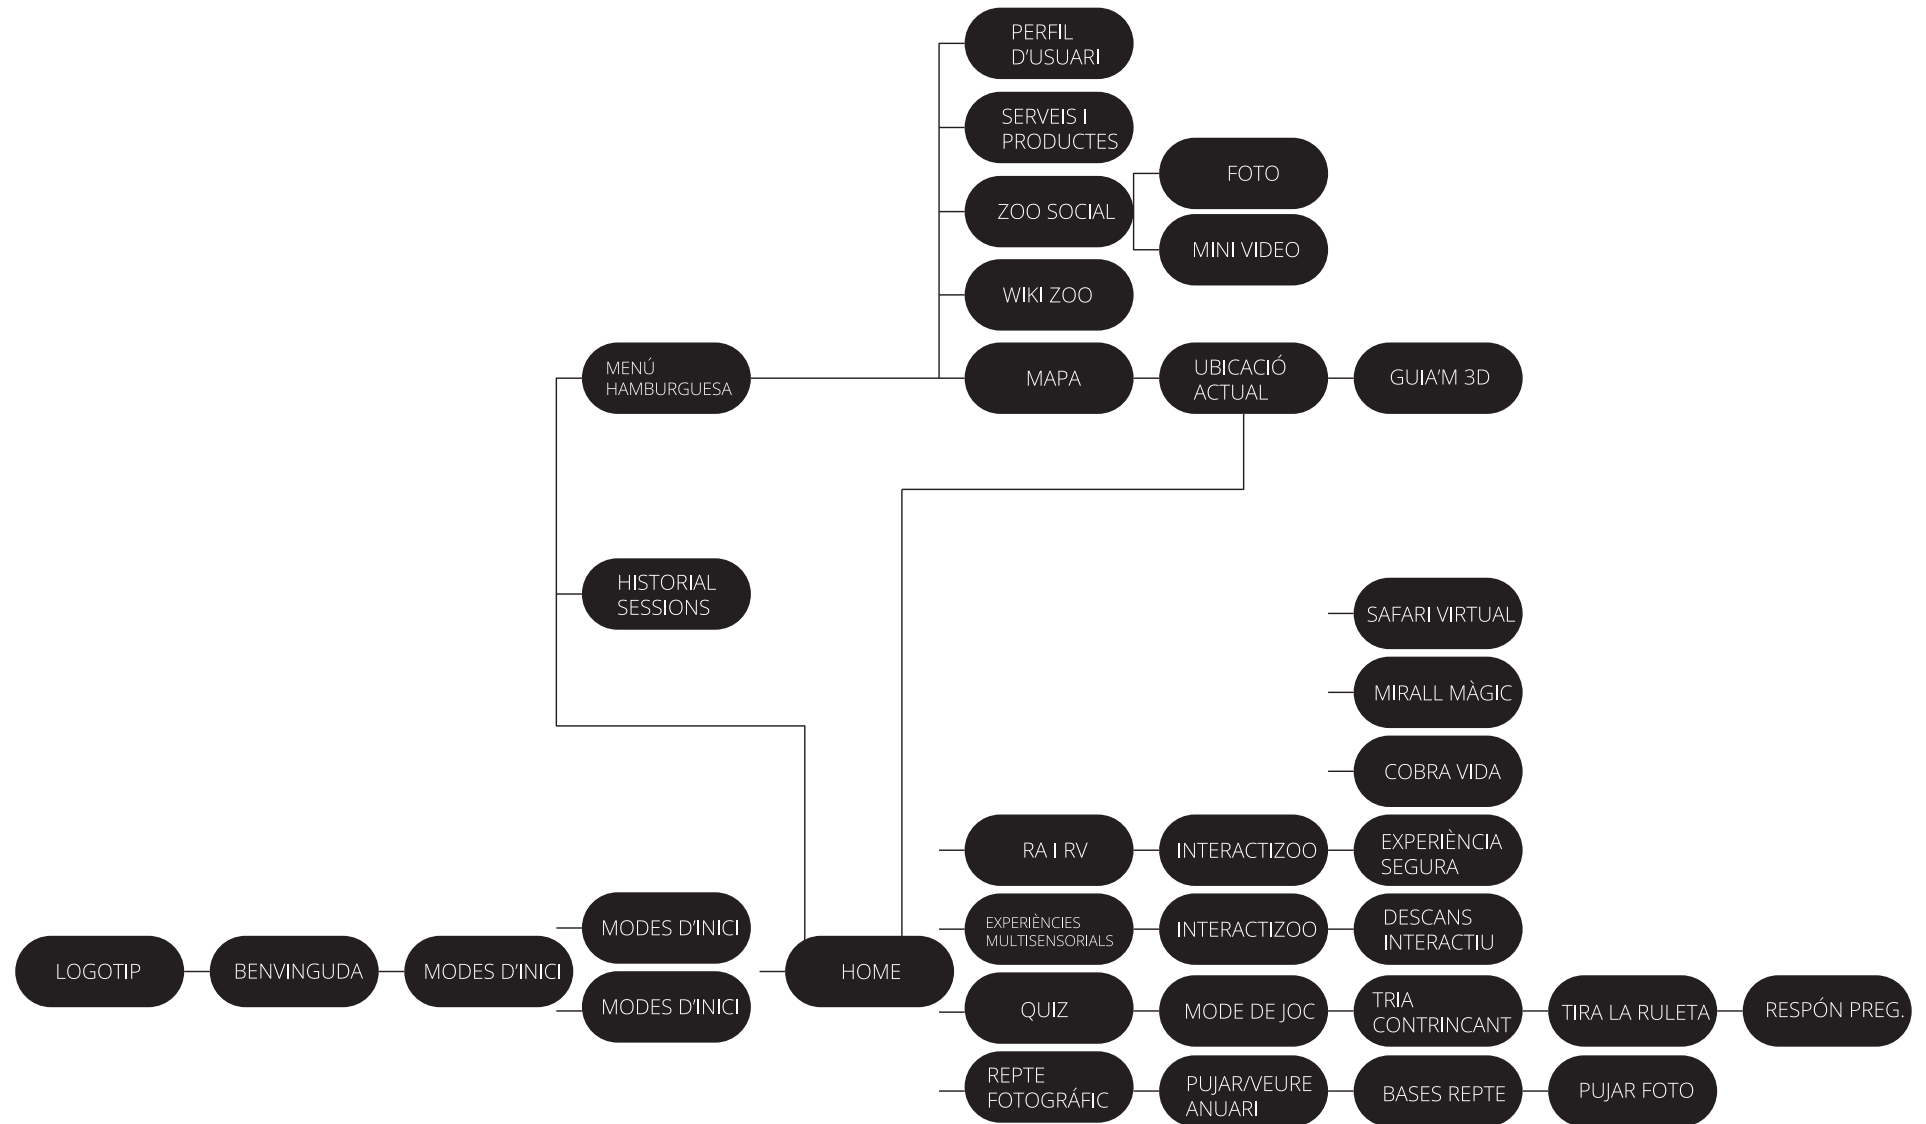 PERFIL
D'USUARI
SERVEIS I
PRODUCTES
ZOO SOCIAL
FOTO
MINI VIDEO
WIKI ZOO
MENÚ
HAMBURGUESA
MAPA
UBICACIÓ
ACTUAL
GUIA'M 3D
HISTORIAL
SESSIONS
SAFARI VIRTUAL
MIRALL MÀGIC
COBRA VIDA
RA I RV
INTERACTIZOO
EXPERIÈNCIA
SEGURA
EXPERIÈNCIES
MULTISENSORIALS
INTERACTIZOO
DESCANS
INTERACTIU
LOGOTIP
BENVINGUDA
MODES D'INICI
MODES D'INICI
MODES D'INICI
HOME
QUIZ
MODE DE JOC
TRIA
CONTRINCANT
TIRA LA RULETA
RESPÓN PREG.
REPTE
FOTOGRÁFIC
PUJAR/VEURE
ANUARI
BASES REPTE
PUJAR FOTO